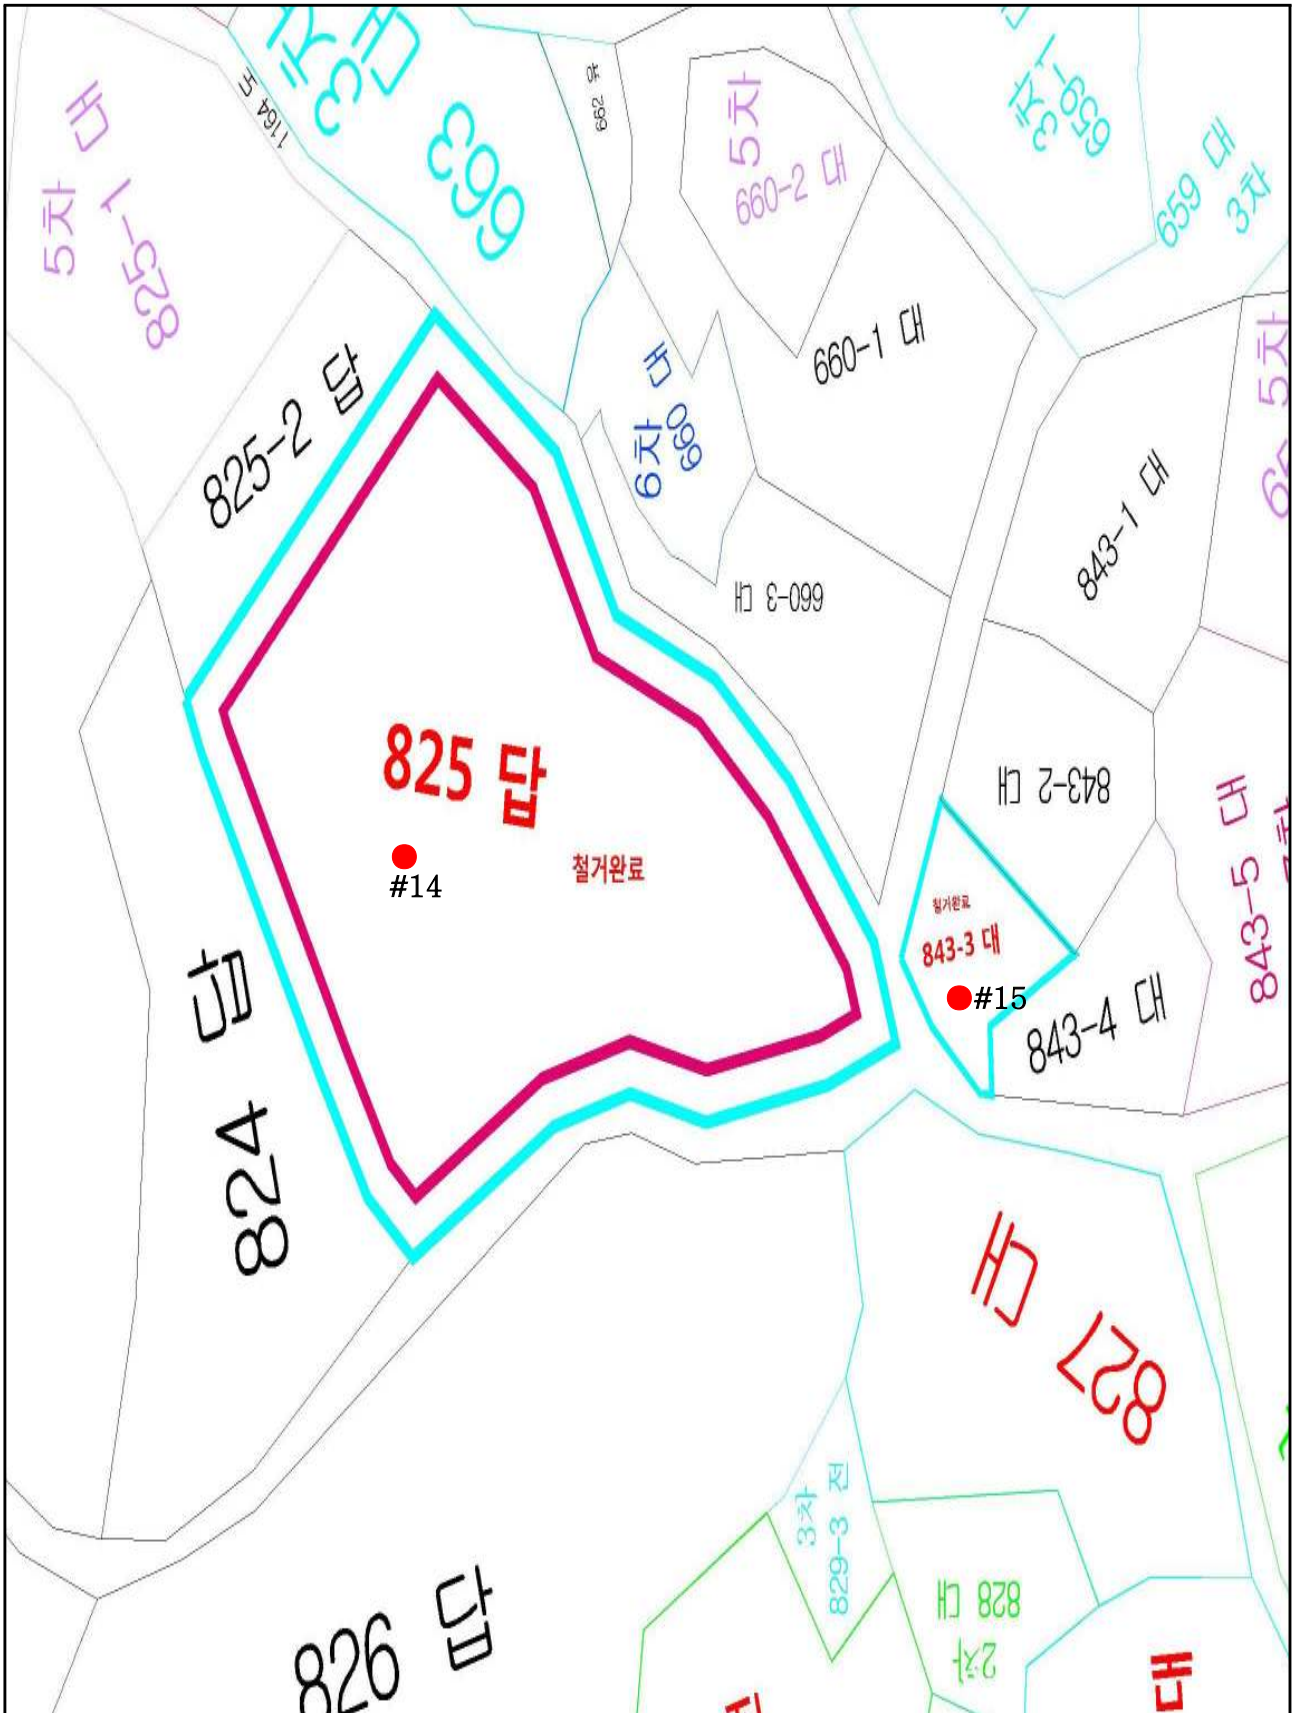 3차
대
663
1164 도
662 유
5차
660-2 대
3차
659-1
659 대
3차
5차
825-1 대
825-2 답
6차
660 대
660-1 대
5차
843-1 대
660-3 대
825 답
철거완료
#14
843-2 대
843-5 대
철거완료
843-3 대
#15
843-4 대
824 답
827 대
3차
829-3 전
828 대
2차
826 답
대